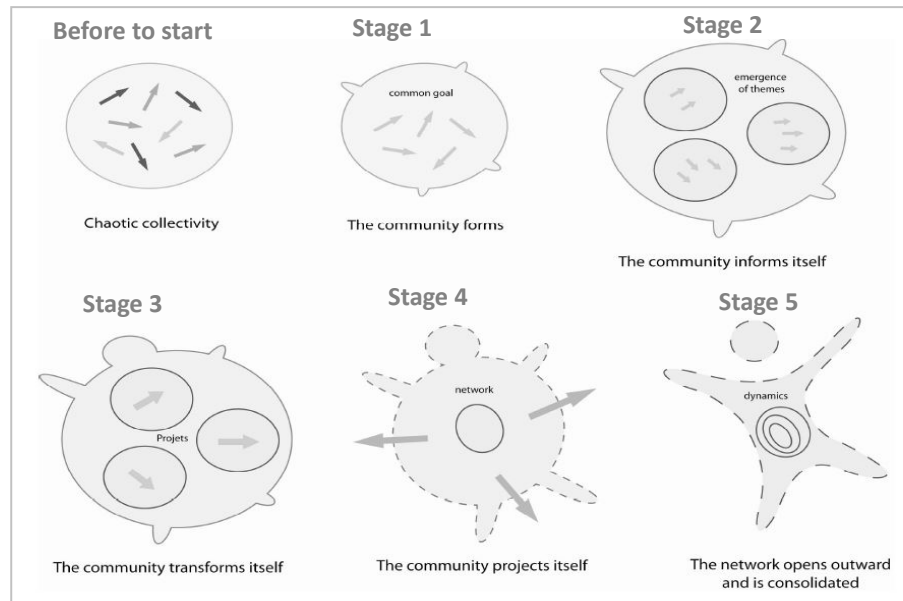 Before to start
Stage 1
Stage 2
common goal
emergence
of themes
Chaotic collectivity
The community forms
The community informs itself
Stage 3
Stage 4
Stage 5
Projets
network
dynamics
The community transforms itself
The community projects itself
The network opens outward
and is consolidated